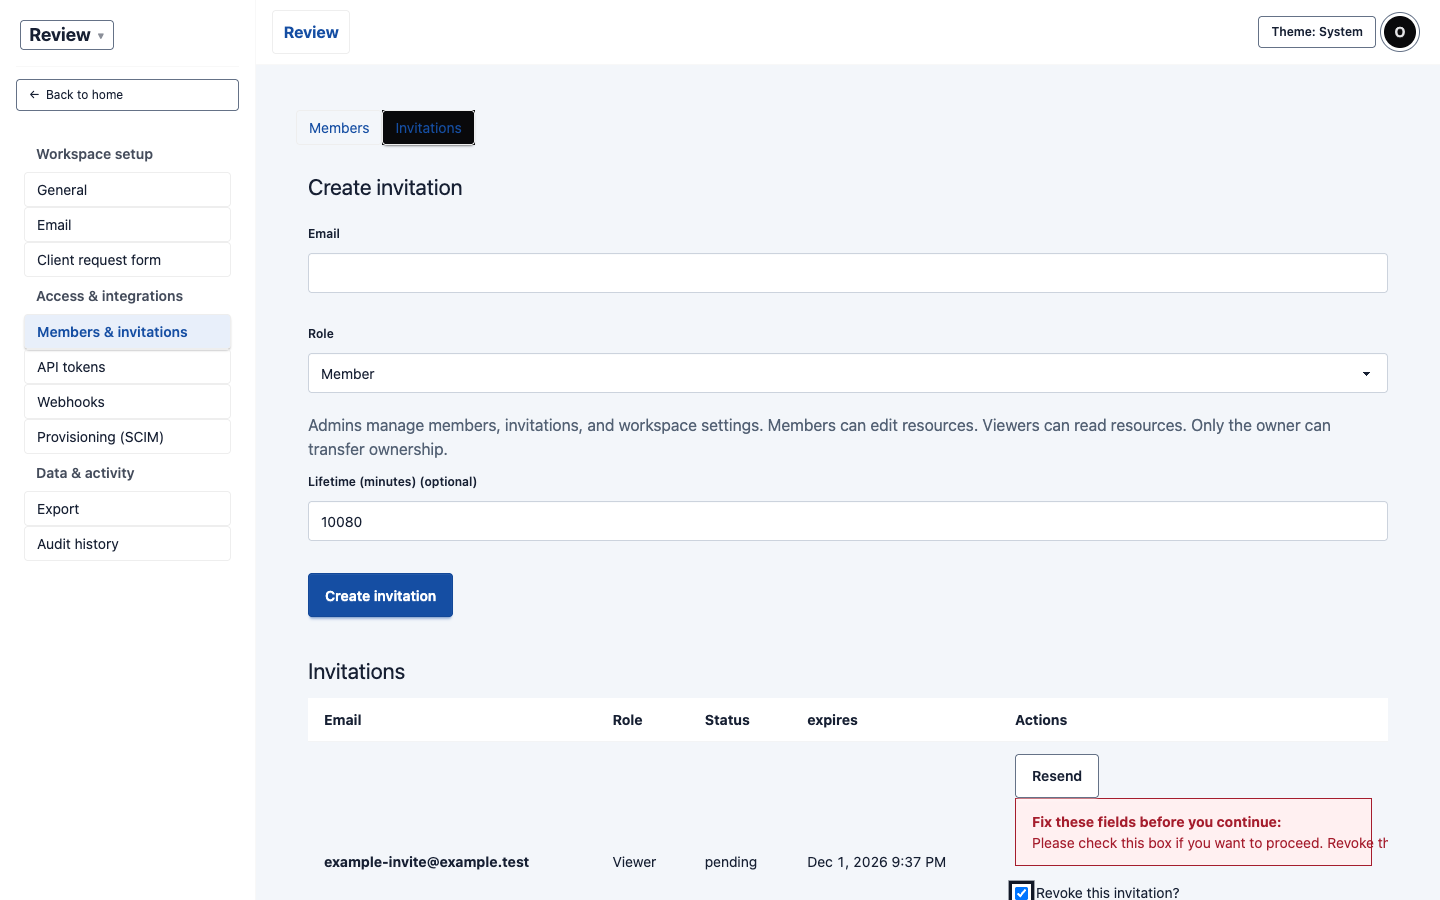 Review ▾
Review
Theme: System
O
← Back to home
Workspace setup
General
Email
Client request form
Access & integrations
Members & invitations
API tokens
Webhooks
Provisioning (SCIM)
Data & activity
Export
Audit history
Members
Invitations
Create invitation
Email
Role
Member
Admins manage members, invitations, and workspace settings. Members can edit resources. Viewers can read resources. Only the owner can
transfer ownership.
Lifetime (minutes) (optional)
10080
Create invitation
Invitations
Email Role Status expires Actions
Resend
Fix these fields before you continue:
Please check this box if you want to proceed. Revoke th
example-invite@example.test Viewer pending Dec 1, 2026 9:37 PM
Revoke this invitation?